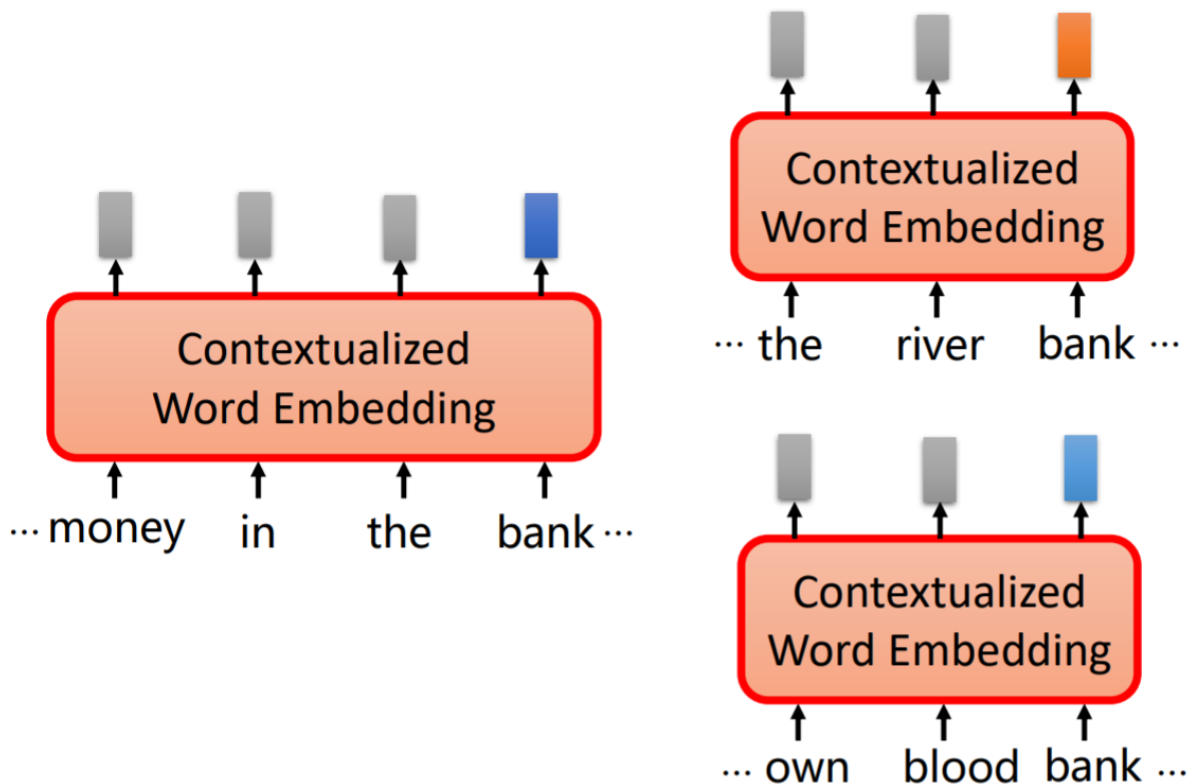 Contextualized
Word Embedding
... money in the bank ...
Contextualized
Word Embedding
... the river bank ...
Contextualized
Word Embedding
... own blood bank ...